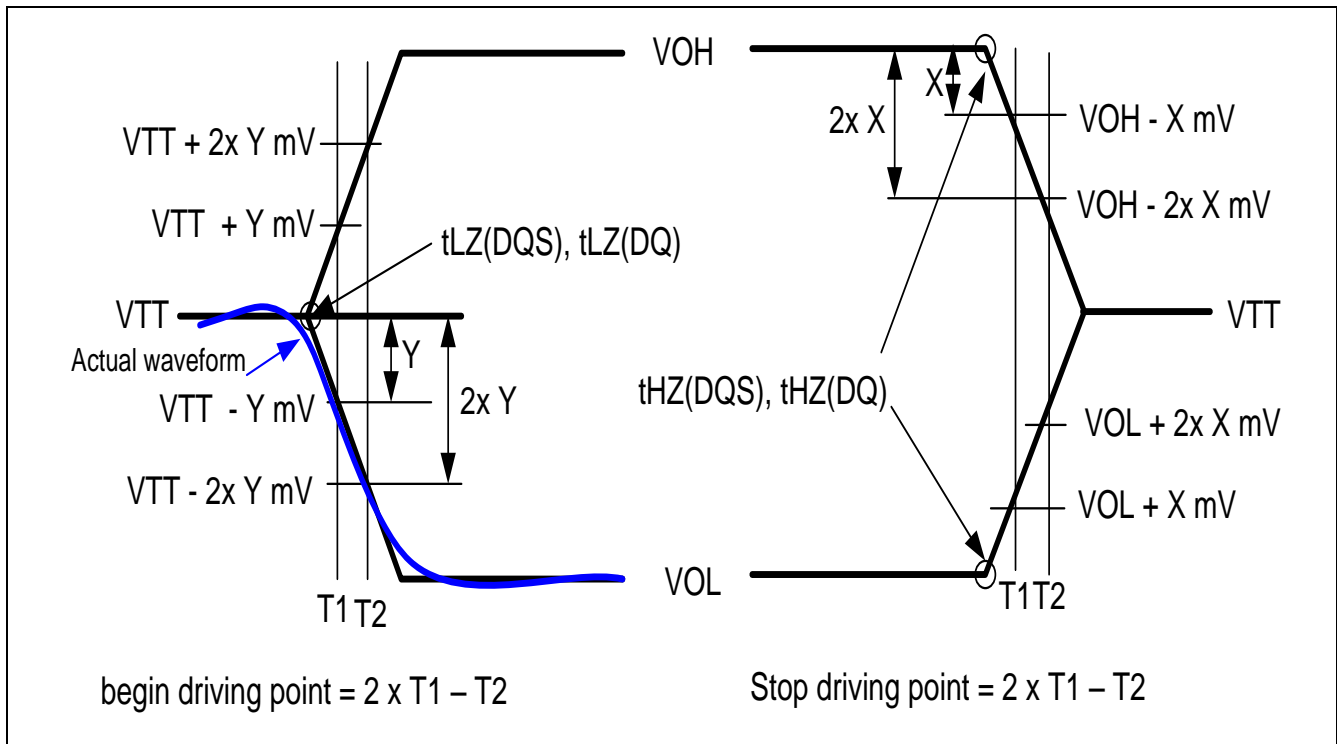 VOH
VTT + 2x Y mV
VTT + Y mV
tLZ(DQS), tLZ(DQ)
VTT
Actual waveform
Y
2x Y
VTT - Y mV
VTT - 2x Y mV
VOL
T1 T2
begin driving point = 2 x T1 – T2
X
2x X
VOH - X mV
VOH - 2x X mV
VTT
tHZ(DQS), tHZ(DQ)
VOL + 2x X mV
VOL + X mV
T1T2
Stop driving point = 2 x T1 – T2